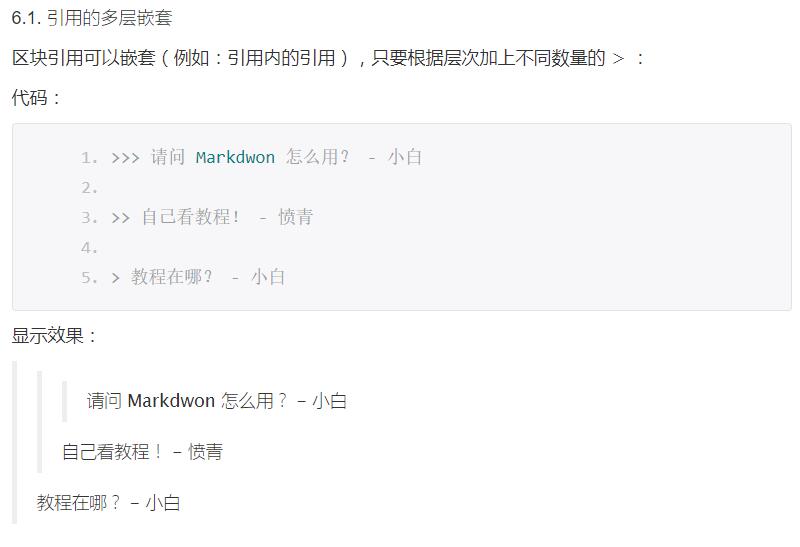 6.1. 引用的多层嵌套
区块引用可以嵌套（例如：引用内的引用），只要根据层次加上不同数量的 > ：
代码：
1. >>> 请问 Markdwon 怎么用？ - 小白
2.
3. >> 自己看教程！ - 愤青
4.
5. > 教程在哪？ - 小白
显示效果：
请问 Markdwon 怎么用？ – 小白
自己看教程！ – 愤青
教程在哪？ – 小白